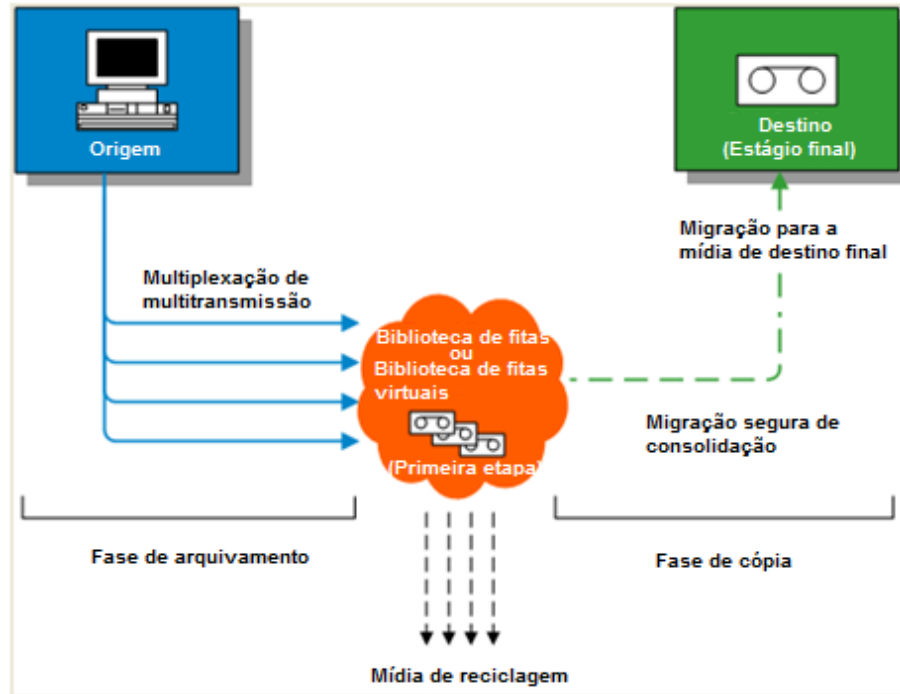 Origem
Destino
(Estágio final)
Migração para a
mídia de destino final
Multiplexação de
multitransmissão
Biblioteca de fitas
ou
Biblioteca de fitas
virtuais
(Primeira etapa)
Migração segura de
consolidação
Fase de arquivamento
Fase de cópia
Mídia de reciclagem